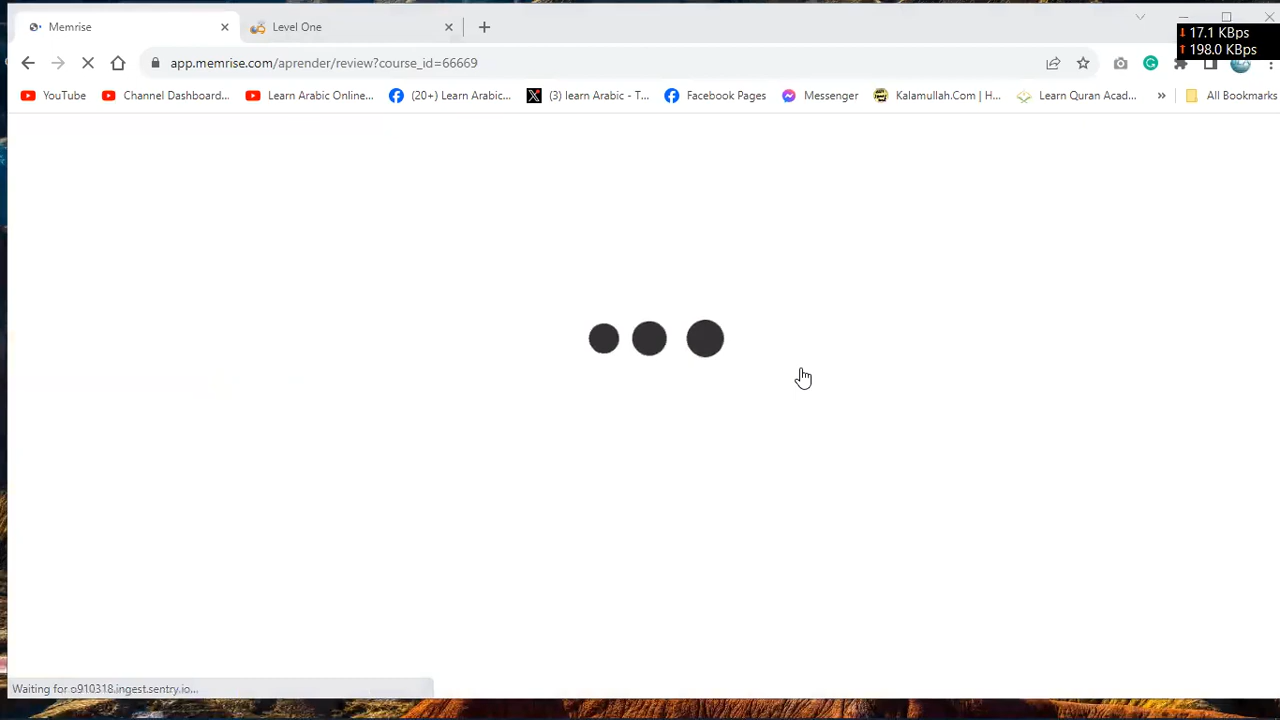 Memrise
Level One
17.1 KBps
198.0 KBps
app.memrise.com/aprender/review?course_id=66669
YouTube
Channel Dashboard...
Learn Arabic Online...
(20+) Learn Arabic...
(3) learn Arabic - T...
Facebook Pages
Messenger
Kalamullah.Com | H...
Learn Quran Acad...
All Bookmarks
Waiting for o910318.ingest.sentry.io...